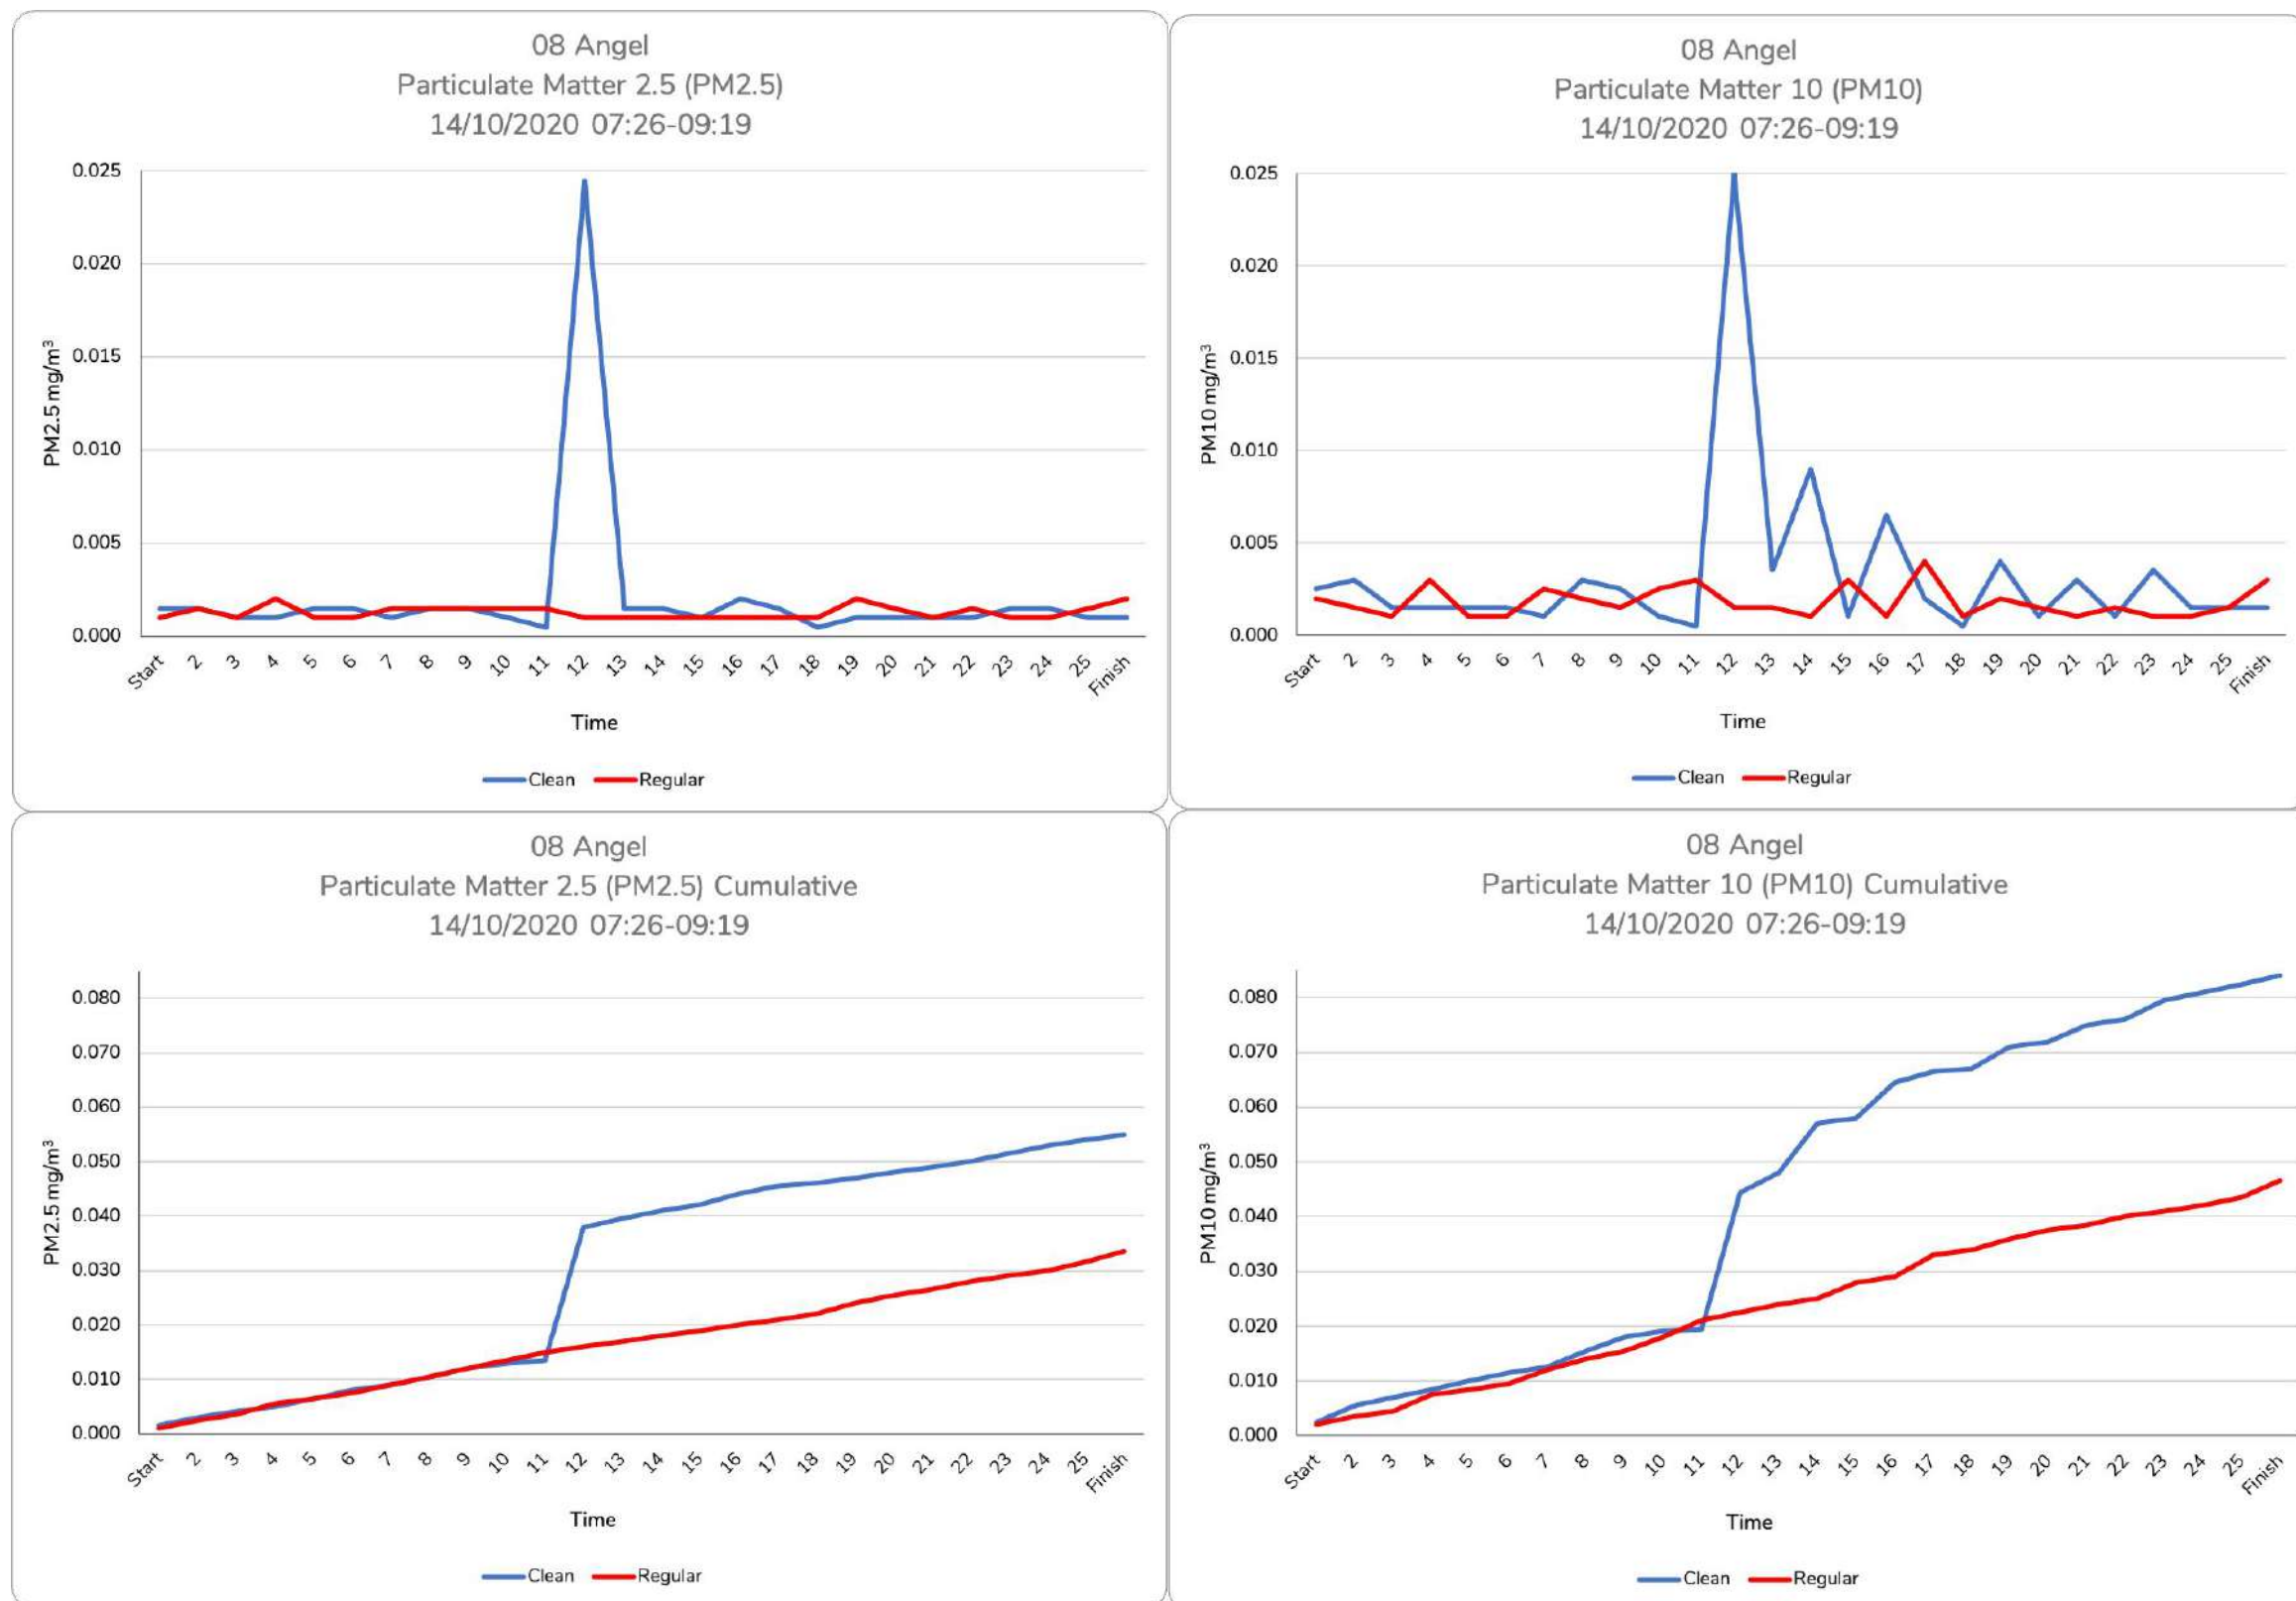 08 Angel
Particulate Matter 2.5 (PM2.5)
14/10/2020 07:26-09:19
0.025
0.020
0.015
0.010
0.005
0.000
PM2.5 mg/m³
Start 2 3 4 5 6 7 8 9 10 11 12 13 14 15 16 17 18 19 20 21 22 23 24 25 Finish
Time
Clean Regular
08 Angel
Particulate Matter 10 (PM10)
14/10/2020 07:26-09:19
0.025
0.020
0.015
0.010
0.005
0.000
PM10 mg/m³
Start 2 3 4 5 6 7 8 9 10 11 12 13 14 15 16 17 18 19 20 21 22 23 24 25 Finish
Time
Clean Regular
08 Angel
Particulate Matter 2.5 (PM2.5) Cumulative
14/10/2020 07:26-09:19
0.080
0.070
0.060
0.050
0.040
0.030
0.020
0.010
0.000
PM2.5 mg/m³
Start 2 3 4 5 6 7 8 9 10 11 12 13 14 15 16 17 18 19 20 21 22 23 24 25 Finish
Time
Clean Regular
08 Angel
Particulate Matter 10 (PM10) Cumulative
14/10/2020 07:26-09:19
0.080
0.070
0.060
0.050
0.040
0.030
0.020
0.010
0.000
PM10 mg/m³
Start 2 3 4 5 6 7 8 9 10 11 12 13 14 15 16 17 18 19 20 21 22 23 24 25 Finish
Time
Clean Regular